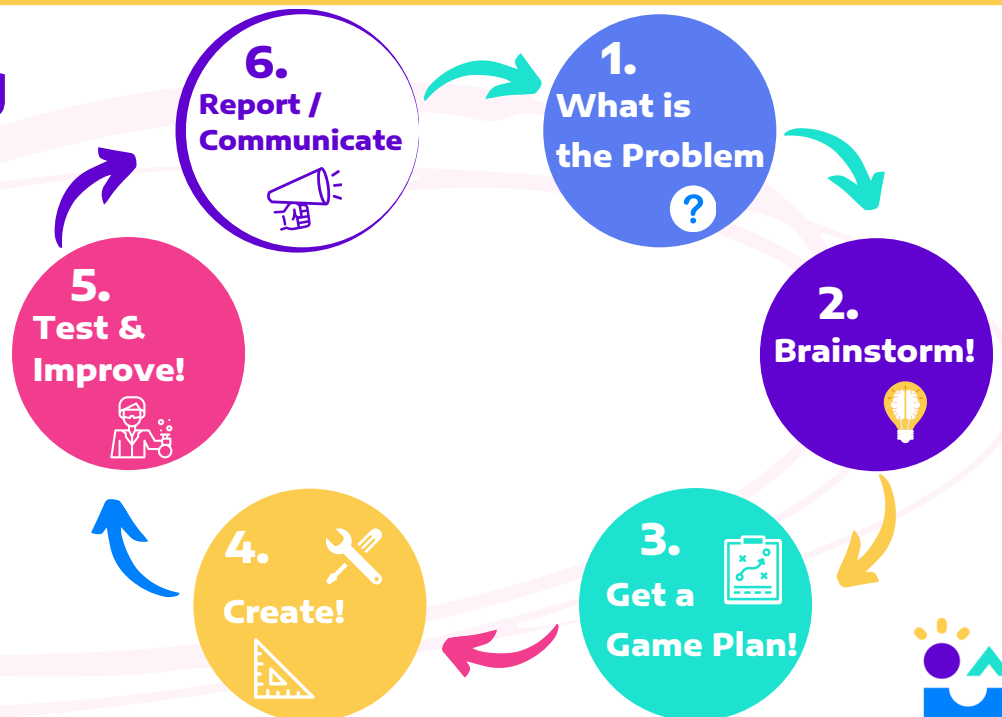 1.
What is
the Problem
?
2.
Brainstorm!
3.
Get a
Game Plan!
4.
Create!
5.
Test &
Improve!
6.
Report /
Communicate